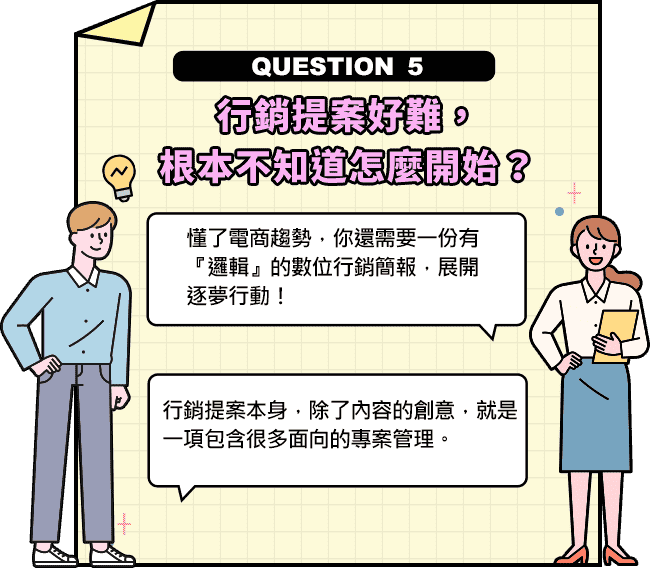 QUESTION 5
行銷提案好難，
根本不知道怎麼開始？
懂了電商趨勢，你還需要一份有
『邏輯』的數位行銷簡報，展開
逐夢行動！
行銷提案本身，除了內容的創意，就是
一項包含很多面向的專案管理。